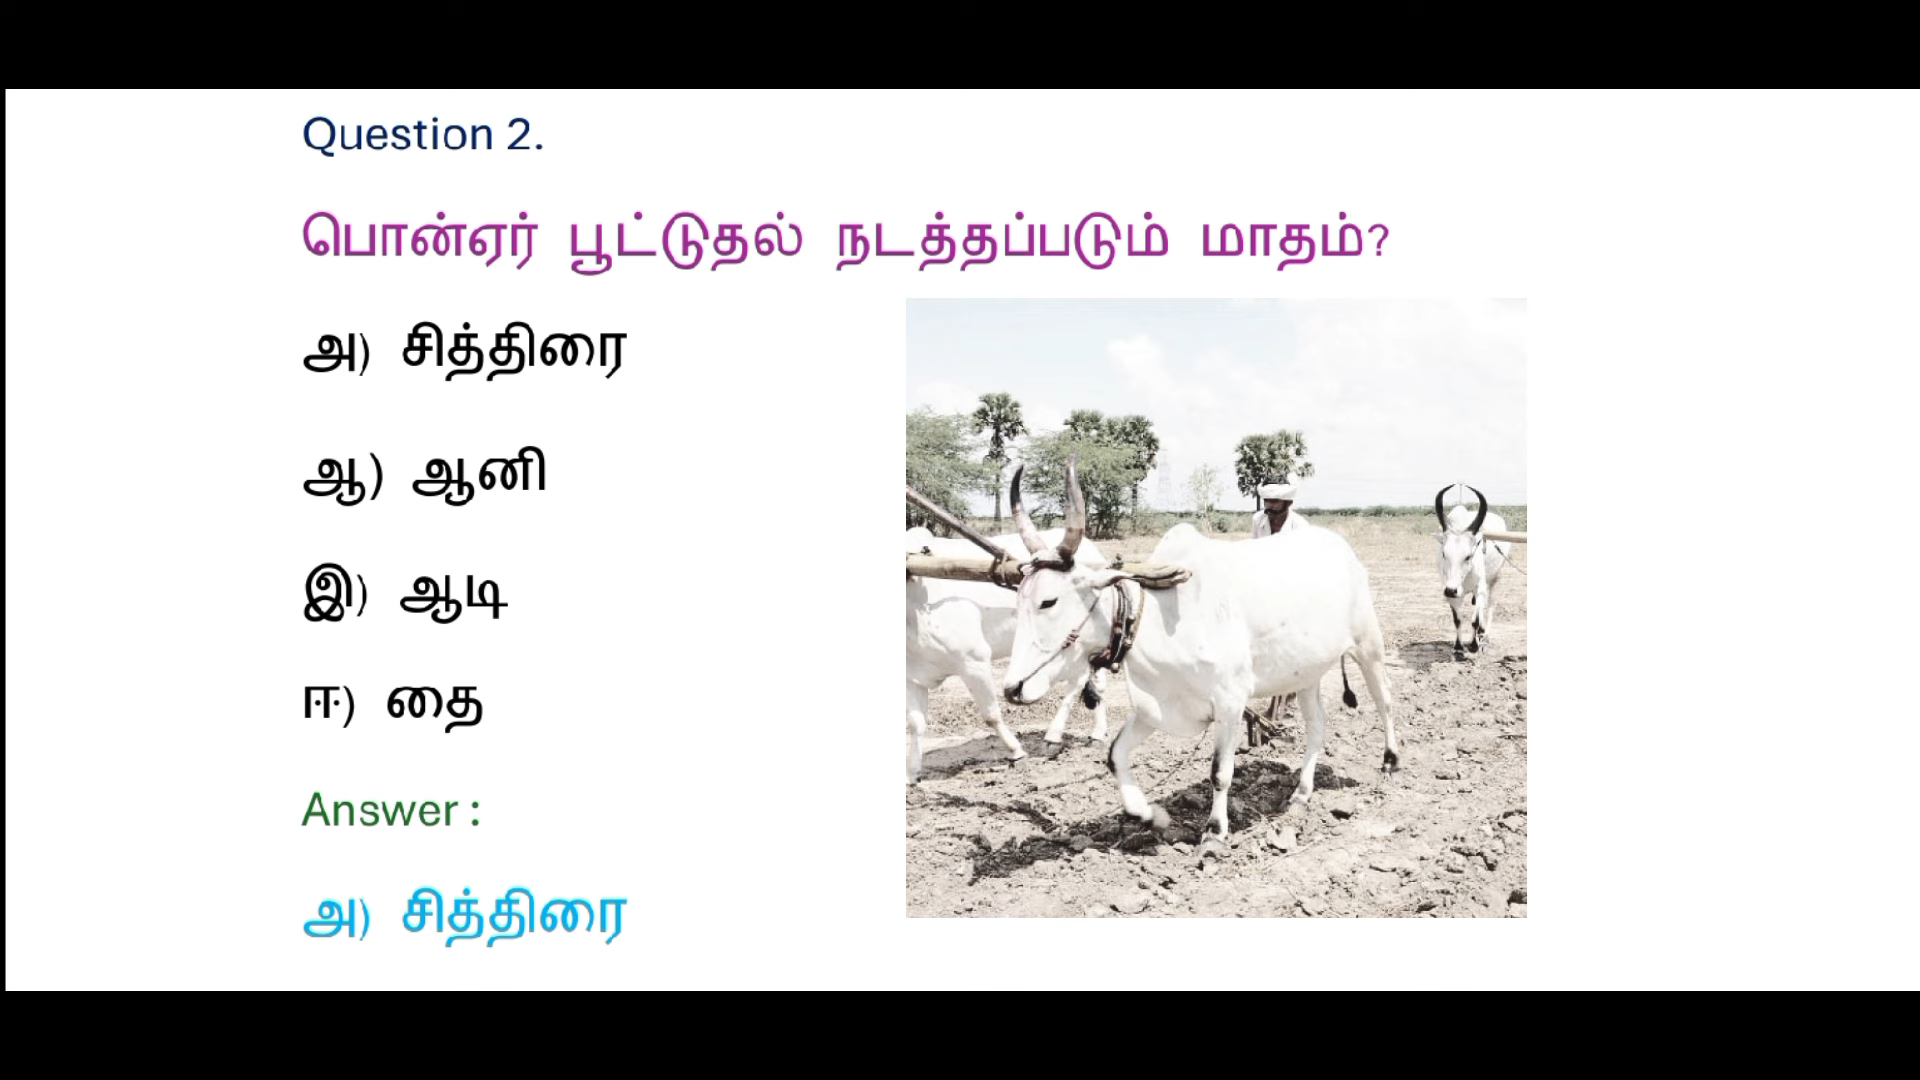 Question 2.
பொன்ஏர் பூட்டுதல் நடத்தப்படும் மாதம்?
அ) சித்திரை
ஆ) ஆனி
இ) ஆடி
ஈ) தை
Answer :
அ) சித்திரை